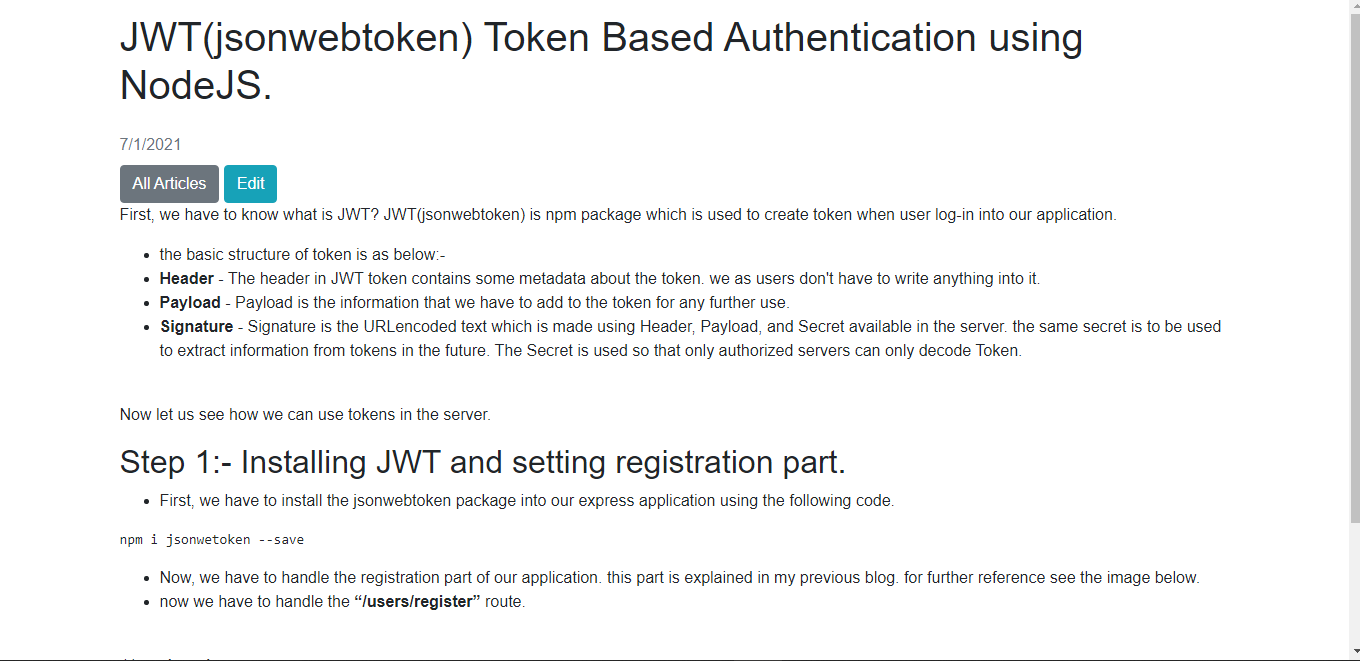 JWT(jsonwebtoken) Token Based Authentication using
NodeJS.
7/1/2021
All Articles Edit
First, we have to know what is JWT? JWT(jsonwebtoken) is npm package which is used to create token when user log-in into our application.
the basic structure of token is as below:-
Header - The header in JWT token contains some metadata about the token. we as users don't have to write anything into it.
Payload - Payload is the information that we have to add to the token for any further use.
Signature - Signature is the URLencoded text which is made using Header, Payload, and Secret available in the server. the same secret is to be used
to extract information from tokens in the future. The Secret is used so that only authorized servers can only decode Token.
Now let us see how we can use tokens in the server.
Step 1:- Installing JWT and setting registration part.
First, we have to install the jsonwebtoken package into our express application using the following code.
npm i jsonwetoken --save
Now, we have to handle the registration part of our application. this part is explained in my previous blog. for further reference see the image below.
now we have to handle the “/users/register” route.